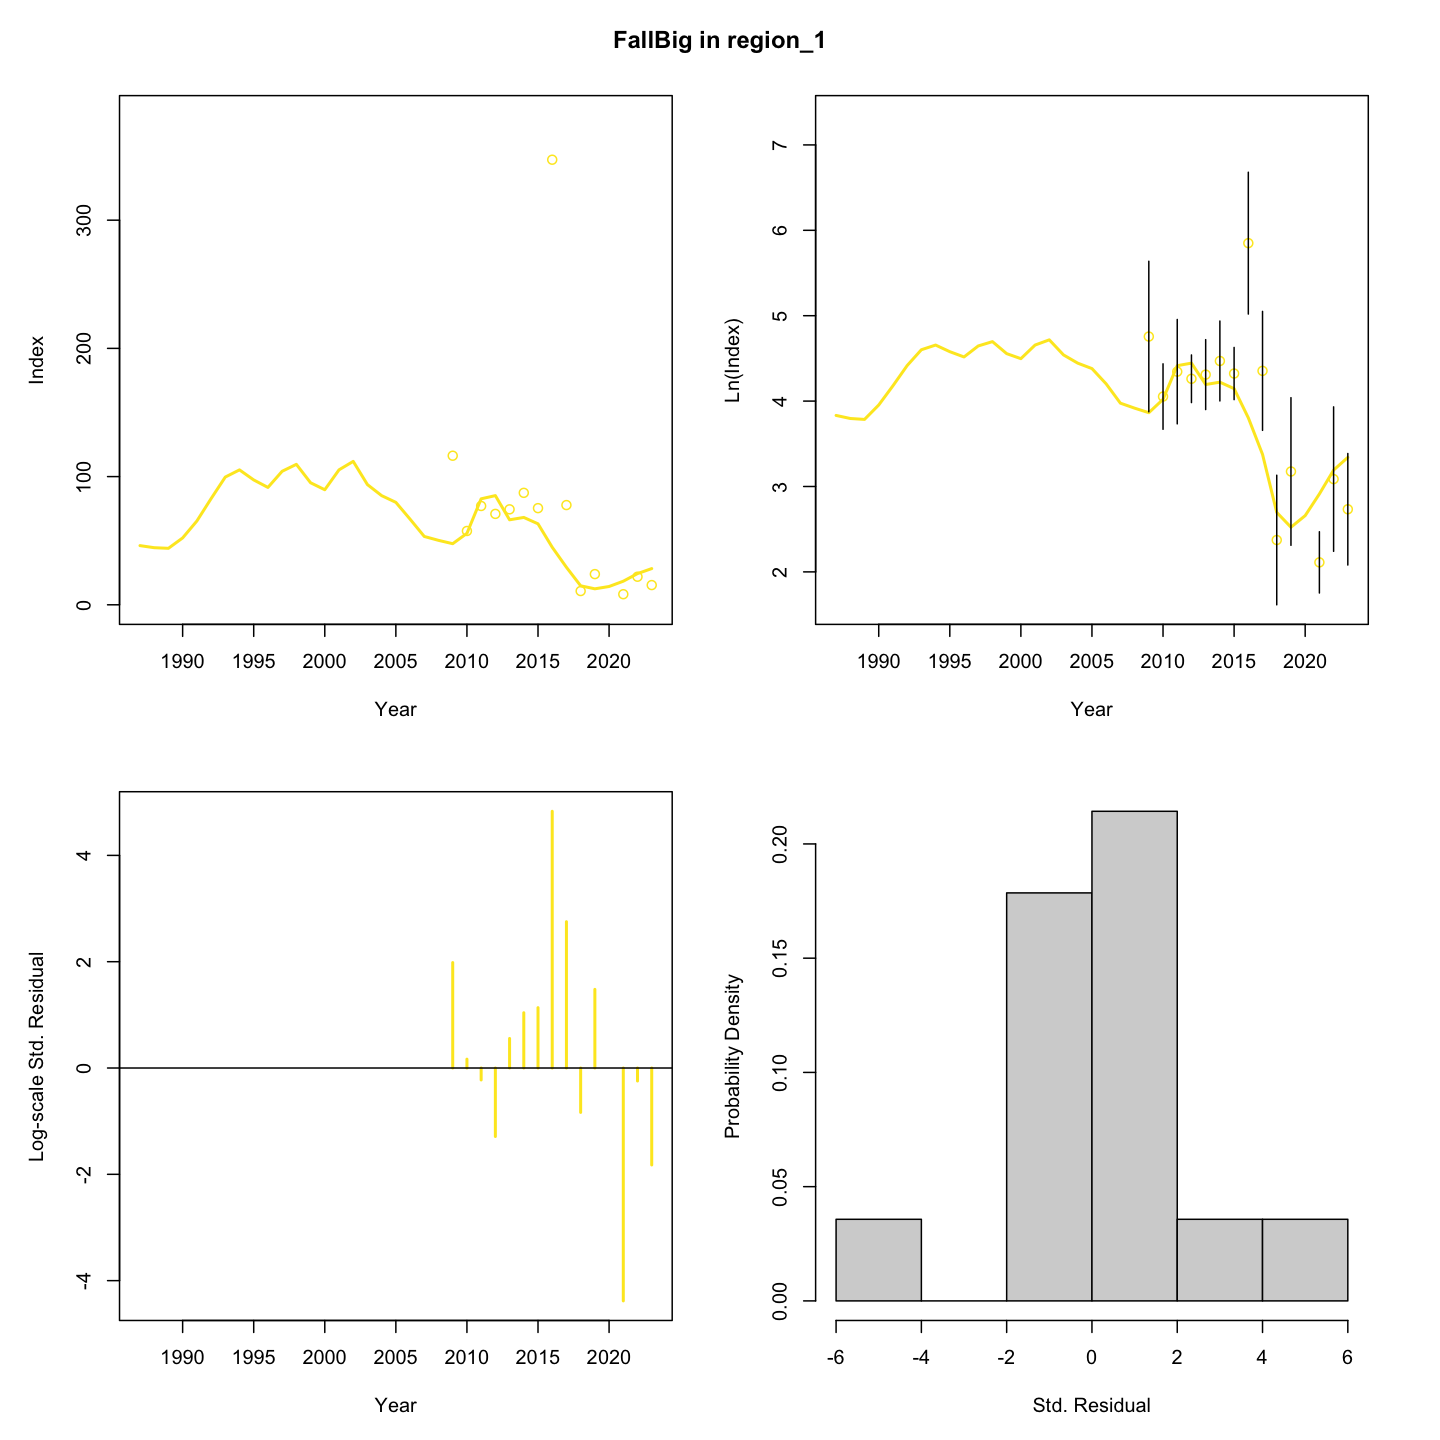 FallBig in region_1
Index
0 100 200 300
1990 1995 2000 2005 2010 2015 2020
Year
Ln(Index)
2 3 4 5 6 7
1990 1995 2000 2005 2010 2015 2020
Year
Log-scale Std. Residual
-4 -2 0 2 4
1990 1995 2000 2005 2010 2015 2020
Year
Probability Density
0.00 0.05 0.10 0.15 0.20
-6 -4 -2 0 2 4 6
Std. Residual